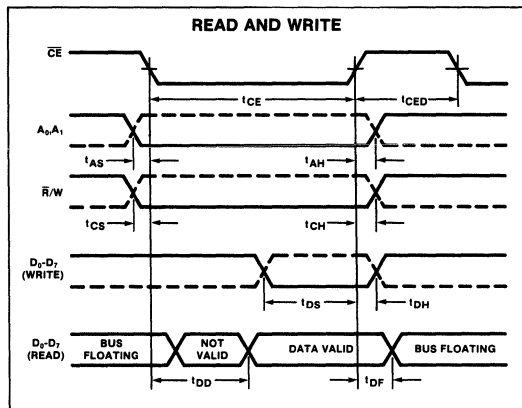 READ AND WRITE
CE
tCE
tCED
A0,A1
tAS
tAH
R/W
tCS
tCH
D0-D7
(WRITE)
tDS
tDH
D0-D7
(READ)
BUS
FLOATING
NOT
VALID
DATA VALID
BUS FLOATING
tDD
tDF